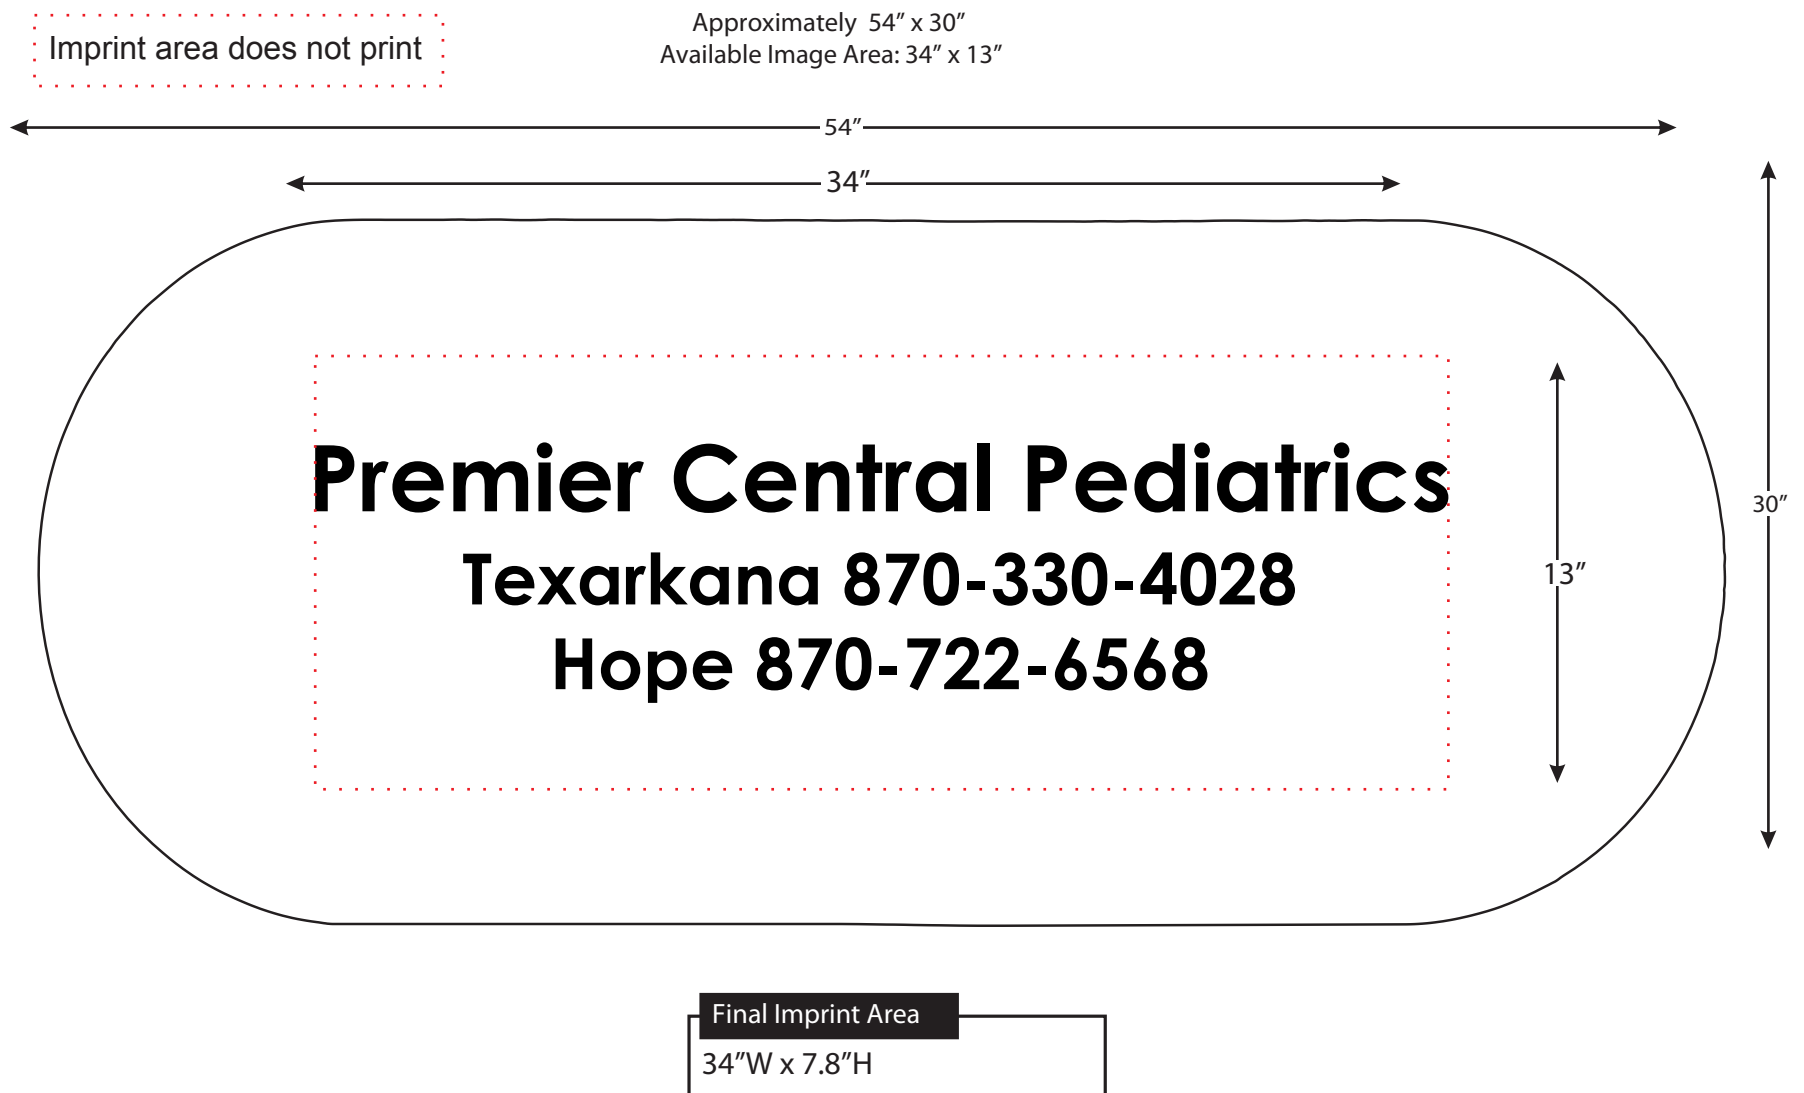 Imprint area does not print
Approximately 54” x 30”
Available Image Area: 34” x 13”
54”
34”
Premier Central Pediatrics
Texarkana 870-330-4028
Hope 870-722-6568
13”
30”
Final Imprint Area
34”W x 7.8”H